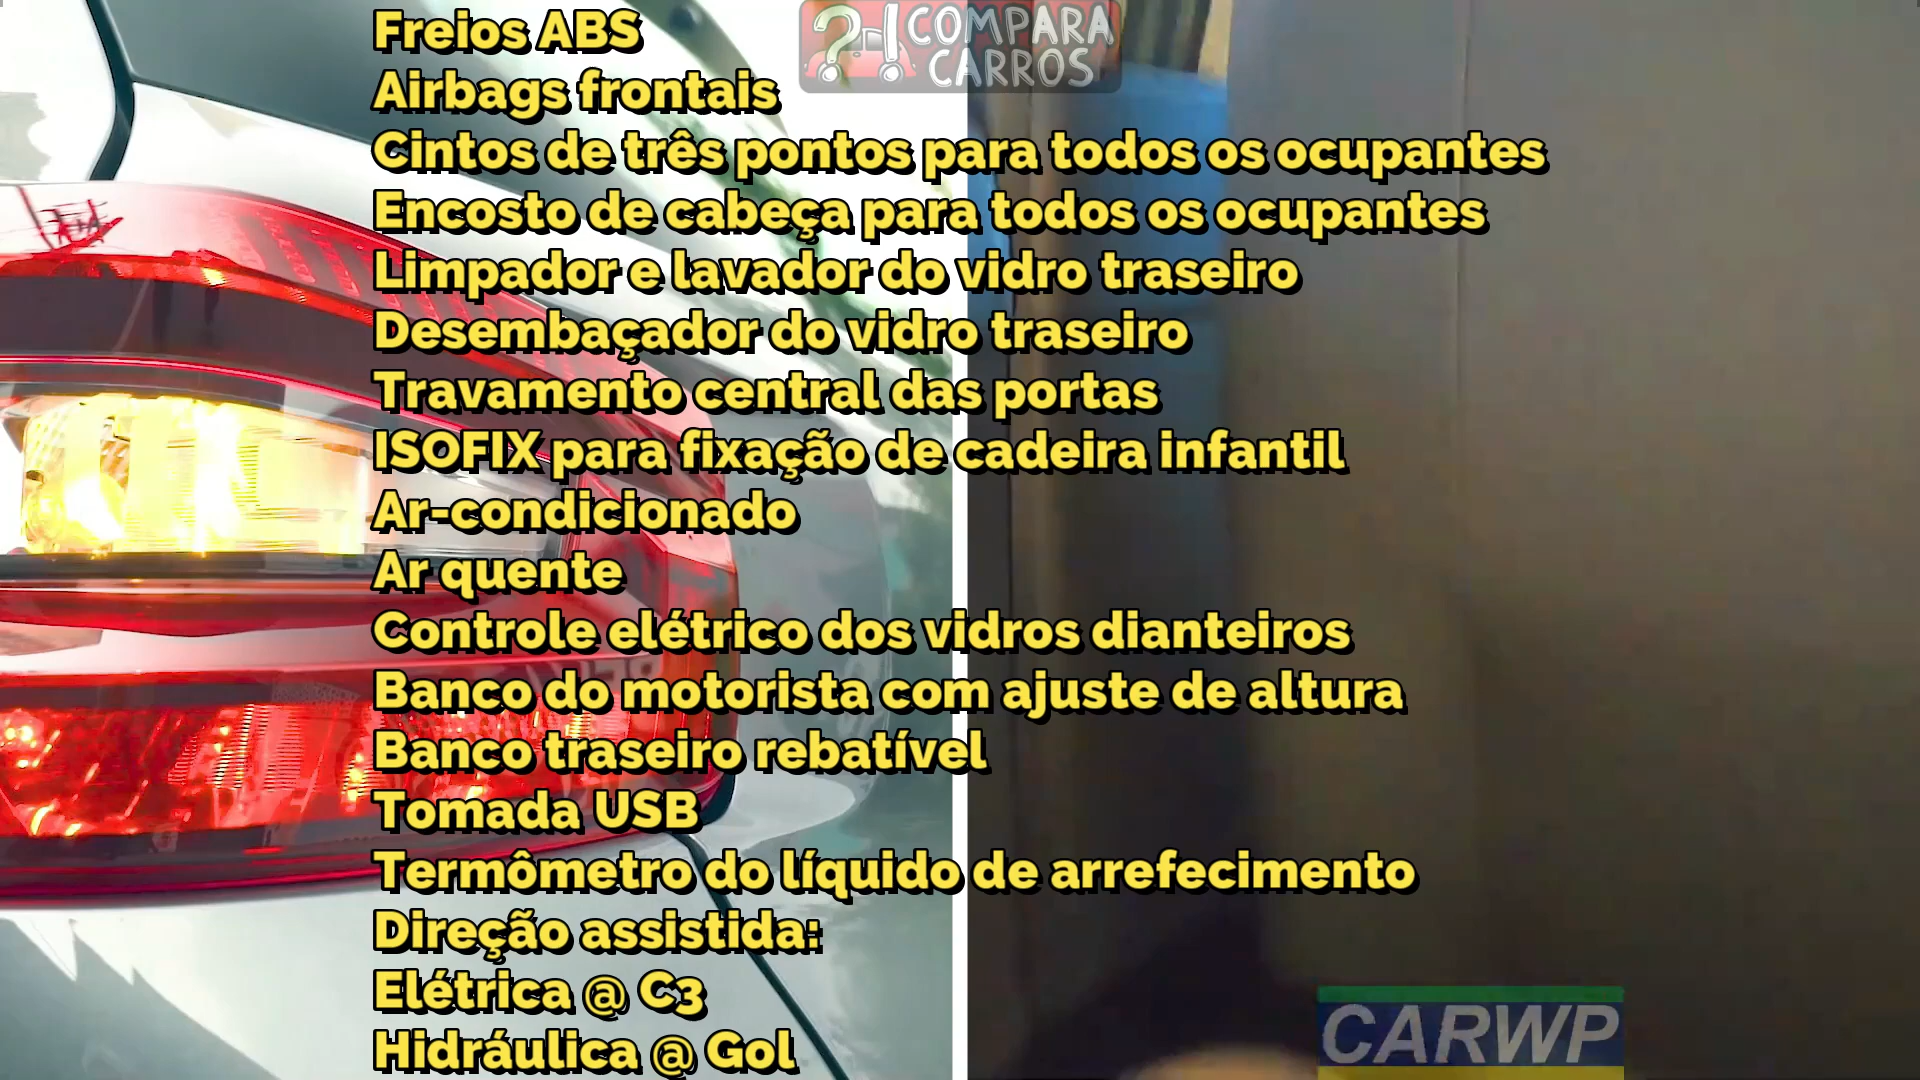 ?! COMPARA
CARROS
Freios ABS
Airbags frontais
Cintos de três pontos para todos os ocupantes
Encosto de cabeça para todos os ocupantes
Limpador e lavador do vidro traseiro
Desembaçador do vidro traseiro
Travamento central das portas
ISOFIX para fixação de cadeira infantil
Ar-condicionado
Ar quente
Controle elétrico dos vidros dianteiros
Banco do motorista com ajuste de altura
Banco traseiro rebatível
Tomada USB
Termômetro do líquido de arrefecimento
Direção assistida:
Elétrica @ C3
Hidráulica @ Gol
CARWP